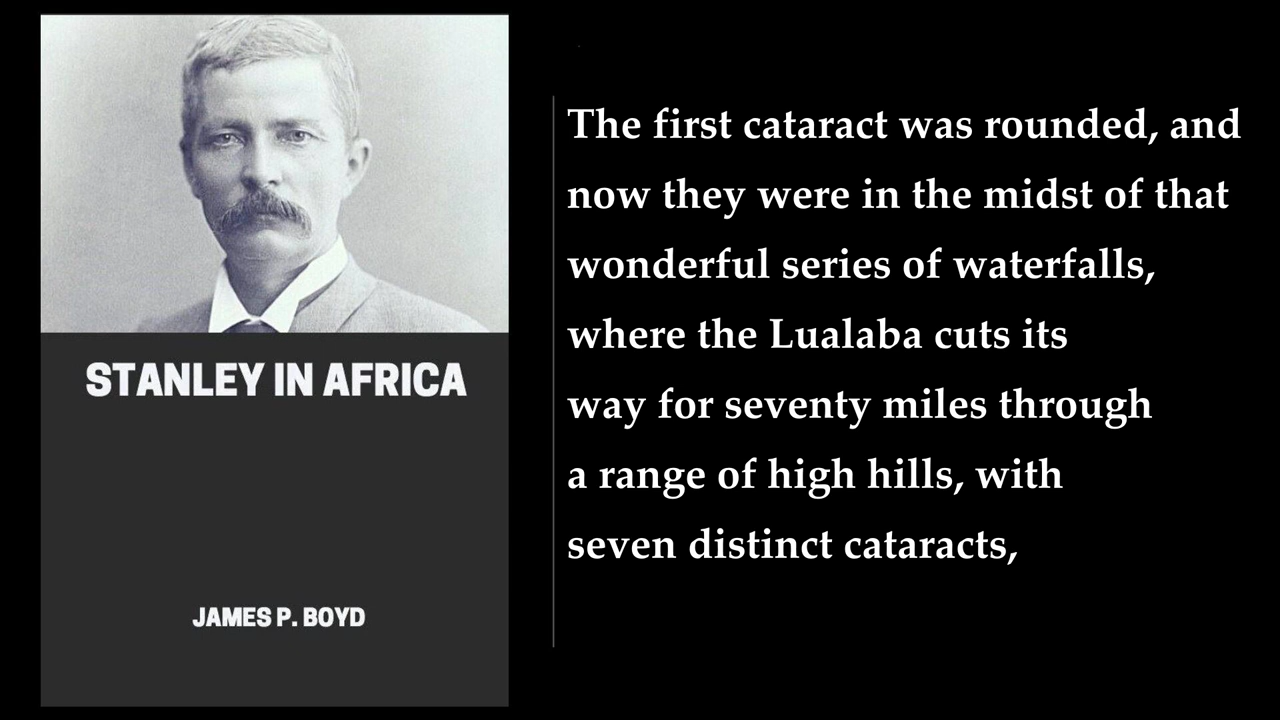 STANLEY IN AFRICA
JAMES P. BOYD
The first cataract was rounded, and
now they were in the midst of that
wonderful series of waterfalls,
where the Lualaba cuts its
way for seventy miles through
a range of high hills, with
seven distinct cataracts,